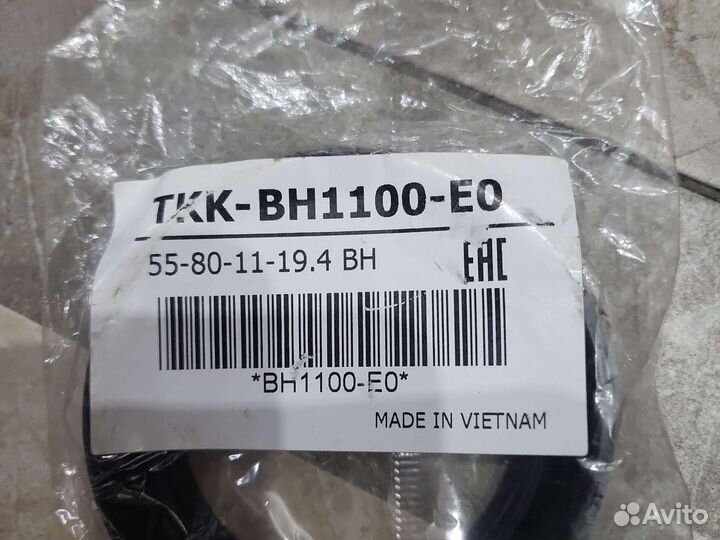 TKK-BH1100-E0
55-80-11-19.4 BH
EAC
*BH1100-E0*
MADE IN VIETNAM
Avito